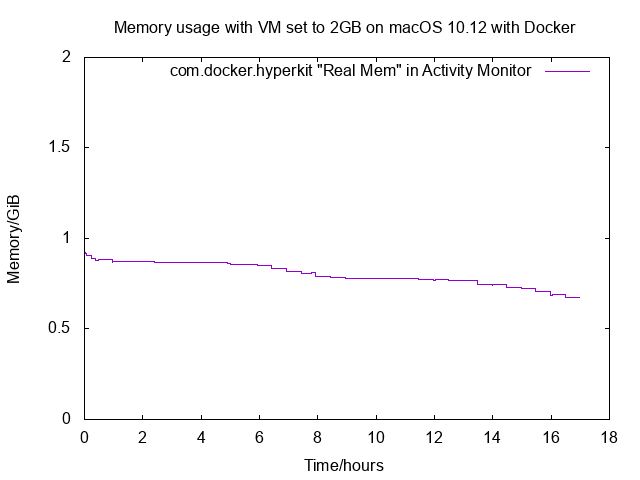 Memory usage with VM set to 2GB on macOS 10.12 with Docker
com.docker.hyperkit "Real Mem" in Activity Monitor
2
1.5
1
0.5
0
Memory/GiB
0 2 4 6 8 10 12 14 16 18
Time/hours